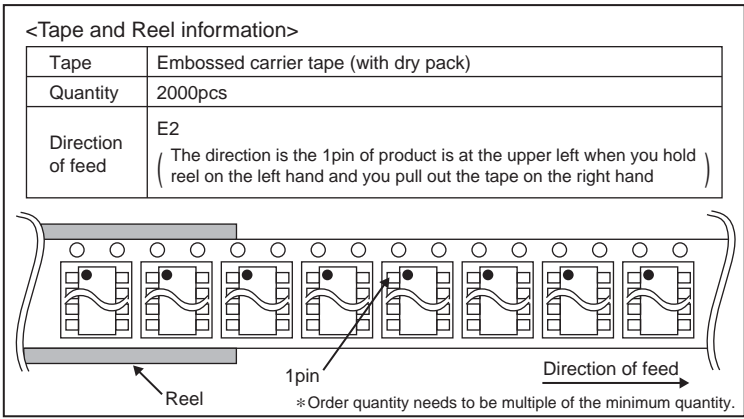 <Tape and Reel information>
Tape Embossed carrier tape (with dry pack)
Quantity 2000pcs
Direction of feed E2
( The direction is the 1pin of product is at the upper left when you hold
reel on the left hand and you pull out the tape on the right hand )
1pin
Direction of feed
Reel
*Order quantity needs to be multiple of the minimum quantity.